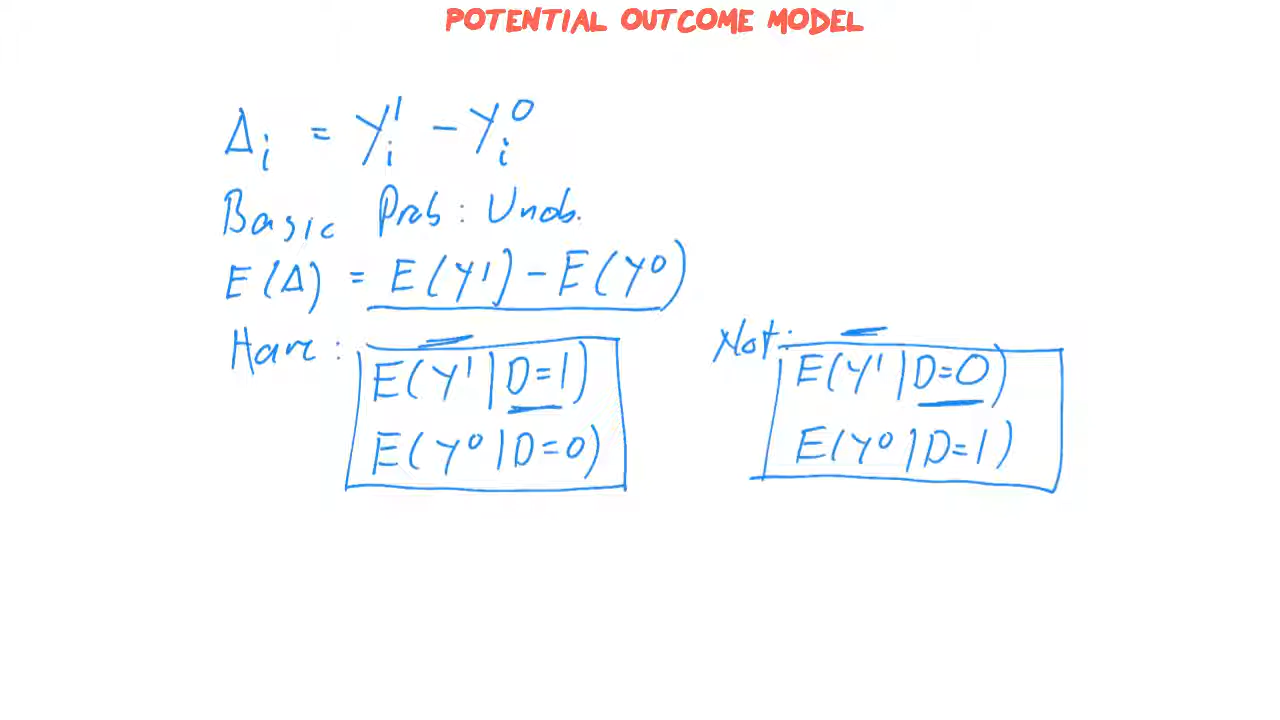 POTENTIAL OUTCOME MODEL
Δᵢ = Yᵢ¹ − Yᵢ⁰
Basic Prob: Unob.
E(Δ) = E(Y¹) − E(Y⁰)
Have:
E(Y¹|D=1)
E(Y⁰|D=0)
Not:
E(Y¹|D=0)
E(Y⁰|D=1)